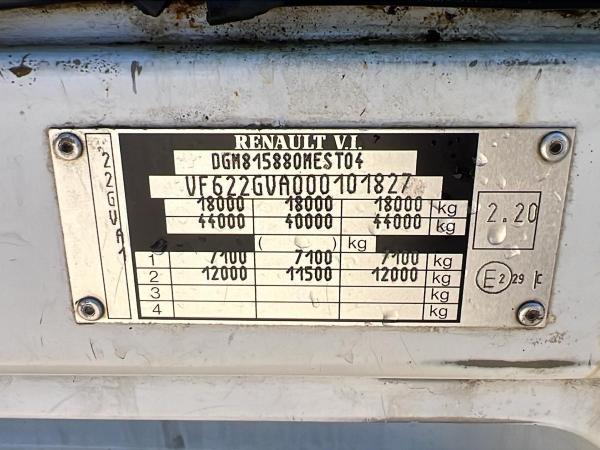 RENAULT V.I.
DGM815880MEST04
VF622GVA000101827
22GVA1
18000 18000 18000 kg
44000 40000 44000 kg
( ) kg
1 7100 7100 7100 kg
2 12000 11500 12000 kg
3 kg
4 kg
2.20
E 2 29